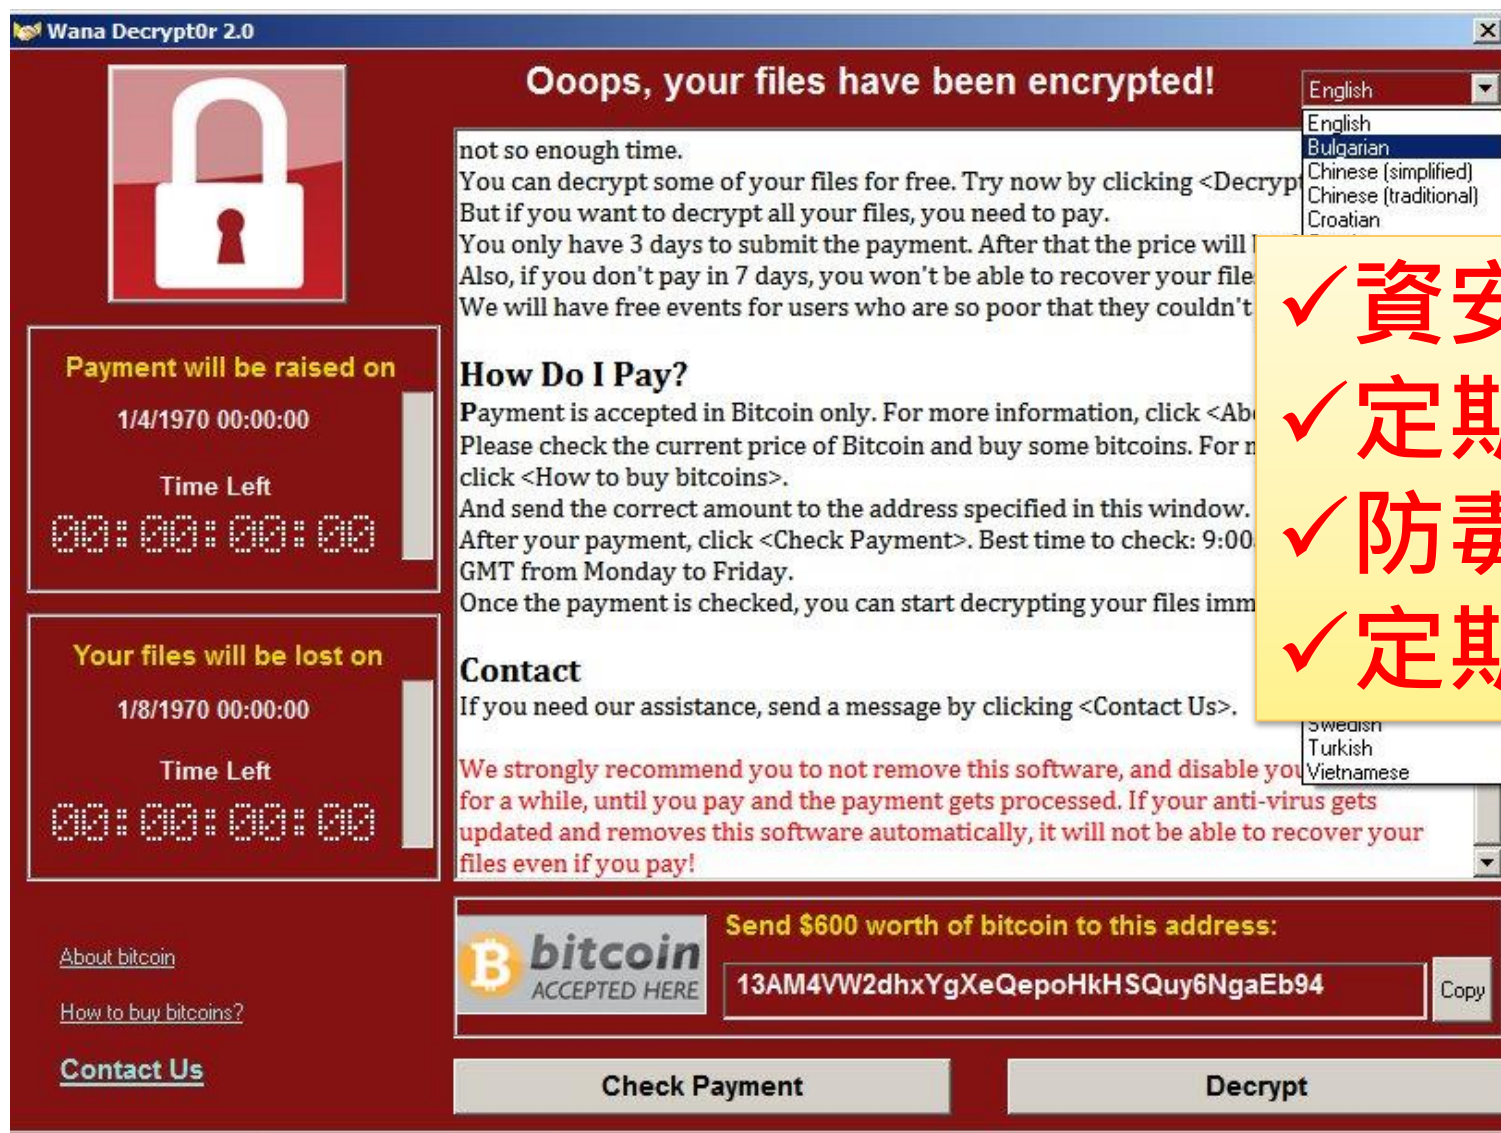 Wana Decrypt0r 2.0
Ooops, your files have been encrypted!
English
English
Bulgarian
Chinese (simplified)
Chinese (traditional)
Croatian
not so enough time.
You can decrypt some of your files for free. Try now by clicking <Decrypt
But if you want to decrypt all your files, you need to pay.
You only have 3 days to submit the payment. After that the price will
Also, if you don't pay in 7 days, you won't be able to recover your file
We will have free events for users who are so poor that they couldn't
How Do I Pay?
Payment is accepted in Bitcoin only. For more information, click <Ab
Please check the current price of Bitcoin and buy some bitcoins. For
click <How to buy bitcoins>.
And send the correct amount to the address specified in this window.
After your payment, click <Check Payment>. Best time to check: 9:00
GMT from Monday to Friday.
Once the payment is checked, you can start decrypting your files imm
Contact
If you need our assistance, send a message by clicking <Contact Us>.
We strongly recommend you to not remove this software, and disable you
for a while, until you pay and the payment gets processed. If your anti-virus gets
updated and removes this software automatically, it will not be able to recover your
files even if you pay!
✓資安
✓定期
✓防毒
✓定期
Swedish
Turkish
Vietnamese
Payment will be raised on
1/4/1970 00:00:00
Time Left
00:00:00:00
Your files will be lost on
1/8/1970 00:00:00
Time Left
00:00:00:00
About bitcoin
How to buy bitcoins?
Contact Us
bitcoin
ACCEPTED HERE
Send $600 worth of bitcoin to this address:
13AM4VW2dhxYgXeQepoHkHSQuy6NgaEb94
Copy
Check Payment
Decrypt